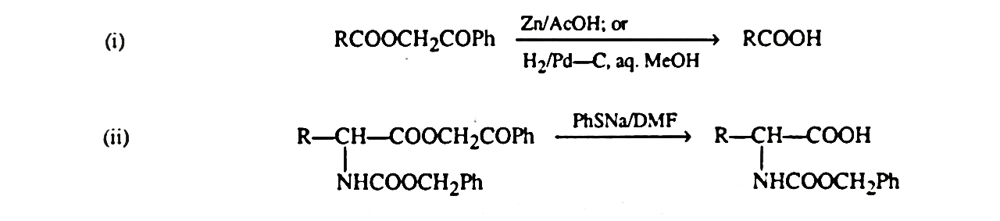 Zn/AcOH; or
(i) RCOOCH₂COPh → RCOOH
H₂/Pd—C, aq. MeOH
PhSNa/DMF
(ii) R—CH—COOCH₂COPh → R—CH—COOH
NHCOOCH₂Ph NHCOOCH₂Ph